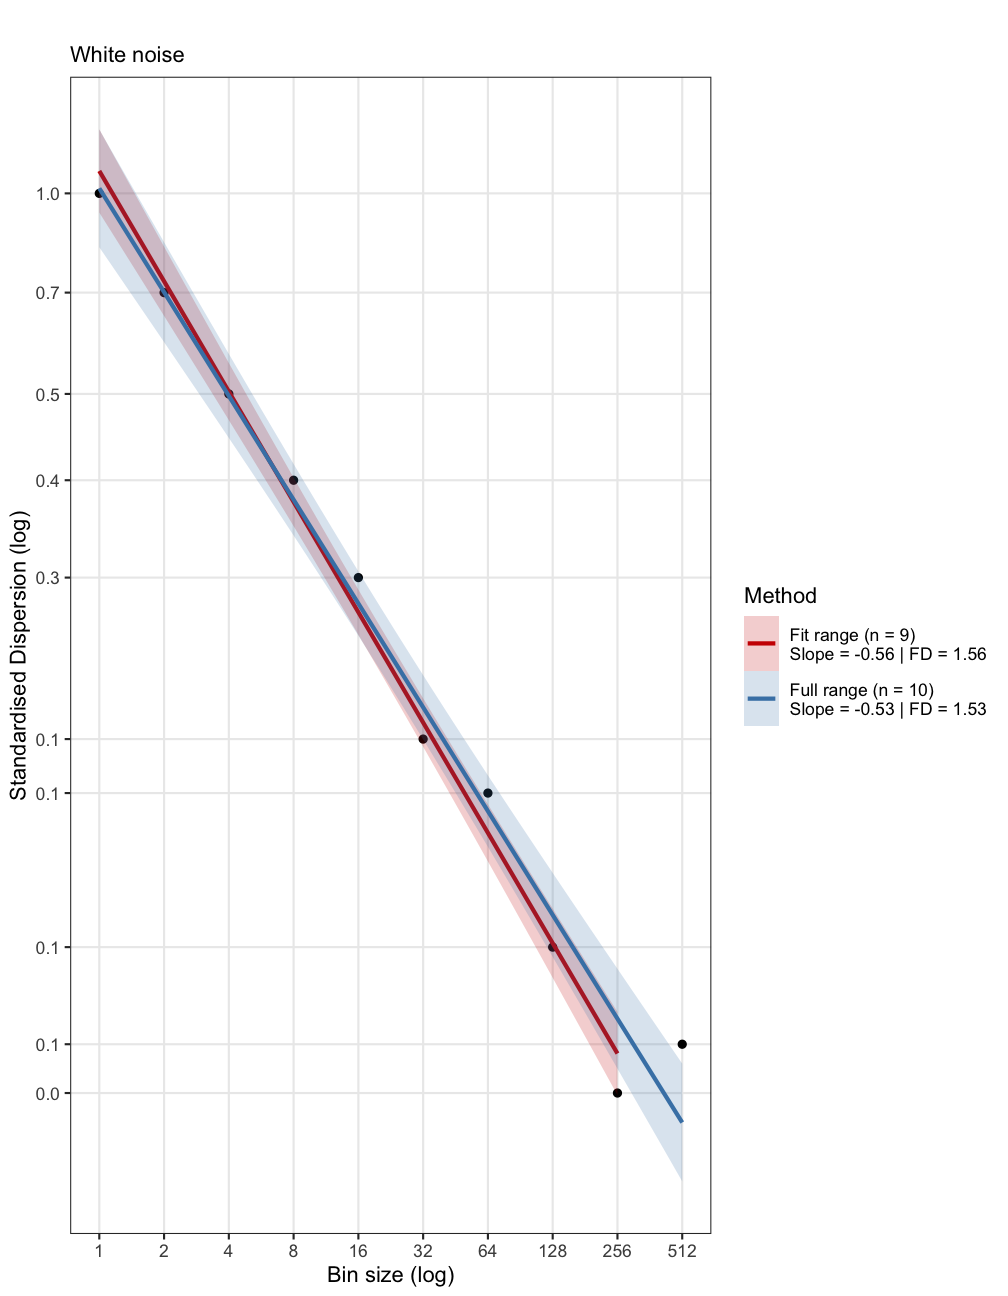 White noise
Standardised Dispersion (log)
1.0
0.7
0.5
0.4
0.3
0.1
0.1
0.1
0.1
0.0
1 2 4 8 16 32 64 128 256 512
Bin size (log)
Method
Fit range (n = 9)
Slope = -0.56 | FD = 1.56
Full range (n = 10)
Slope = -0.53 | FD = 1.53